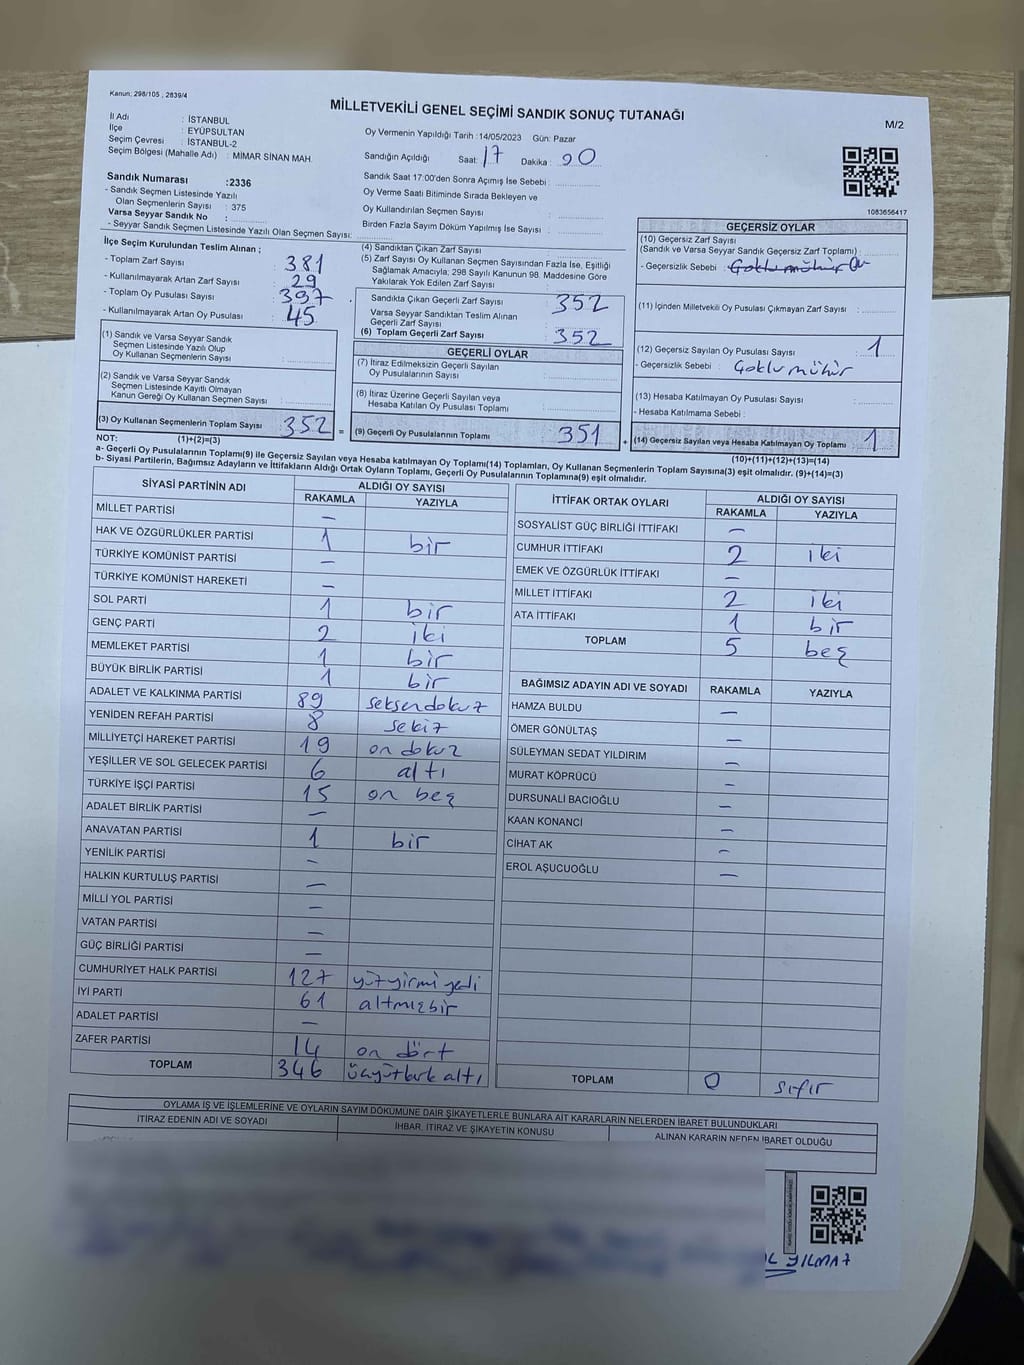 Kanun: 298/105 , 2839/4
MİLLETVEKİLİ GENEL SEÇİMİ SANDIK SONUÇ TUTANAĞI
M/2
İl Adı : İSTANBUL
İlçe : EYÜPSULTAN
Seçim Çevresi : İSTANBUL-2
Seçim Bölgesi (Mahalle Adı) : MİMAR SİNAN MAH.
Oy Vermenin Yapıldığı Tarih :14/05/2023 Gün: Pazar
Sandığın Açıldığı Saat: 17 Dakika : 00
Sandık Numarası :2336
- Sandık Seçmen Listesinde Yazılı
Olan Seçmenlerin Sayısı : 375
Varsa Seyyar Sandık No :
- Seyyar Sandık Seçmen Listesinde Yazılı Olan Seçmen Sayısı:
Sandık Saat 17:00'den Sonra Açımış İse Sebebi :
Oy Verme Saati Bitiminde Sırada Bekleyen ve
Oy Kullandırılan Seçmen Sayısı :
Birden Fazla Sayım Döküm Yapılmış İse Sayısı :
1083656417
İlçe Seçim Kurulundan Teslim Alınan ;
- Toplam Zarf Sayısı : 381
- Kullanılmayarak Artan Zarf Sayısı : 29
- Toplam Oy Pusulası Sayısı : 397
- Kullanılmayarak Artan Oy Pusulası : 45
(1) Sandık ve Varsa Seyyar Sandık
Seçmen Listesinde Yazılı Olup
Oy Kullanan Seçmenlerin Sayısı :
(2) Sandık ve Varsa Seyyar Sandık
Seçmen Listesinde Kayıtlı Olmayan
Kanun Gereği Oy Kullanan Seçmen Sayısı :
(3) Oy Kullanan Seçmenlerin Toplam Sayısı 352 =
(4) Sandıktan Çıkan Zarf Sayısı :
(5) Zarf Sayısı Oy Kullanan Seçmen Sayısından Fazla İse, Eşitliği
Sağlamak Amacıyla; 298 Sayılı Kanunun 98. Maddesine Göre
Yakılarak Yok Edilen Zarf Sayısı :
Sandıkta Çıkan Geçerli Zarf Sayısı : 352
Varsa Seyyar Sandıktan Teslim Alınan
Geçerli Zarf Sayısı :
(6) Toplam Geçerli Zarf Sayısı : 352
GEÇERLİ OYLAR
(7) İtiraz Edilmeksizin Geçerli Sayılan
Oy Pusulalarının Sayısı :
(8) İtiraz Üzerine Geçerli Sayılan veya
Hesaba Katılan Oy Pusulası Toplamı :
(9) Geçerli Oy Pusulalarının Toplamı : 351 +
GEÇERSİZ OYLAR
(10) Geçersiz Zarf Sayısı
(Sandık ve Varsa Seyyar Sandık Geçersiz Zarf Toplamı) :
- Geçersizlik Sebebi :
(11) İçinden Milletvekili Oy Pusulası Çıkmayan Zarf Sayısı :
(12) Geçersiz Sayılan Oy Pusulası Sayısı : 1
- Geçersizlik Sebebi : Çoklu mühür
(13) Hesaba Katılmayan Oy Pusulası Sayısı :
- Hesaba Katılmama Sebebi :
(14) Geçersiz Sayılan veya Hesaba Katılmayan Oy Toplamı : 1
NOT: (1)+(2)=(3)
(10)+(11)+(12)+(13)=(14)
a- Geçerli Oy Pusulalarının Toplamı(9) ile Geçersiz Sayılan veya Hesaba katılmayan Oy Toplamı(14) Toplamları, Oy Kullanan Seçmenlerin Toplam Sayısına(3) eşit olmalıdır. (9)+(14)=(3)
b- Siyasi Partilerin, Bağımsız Adayların ve İttifakların Aldığı Ortak Oyların Toplamı, Geçerli Oy Pusulalarının Toplamına(9) eşit olmalıdır.
SİYASİ PARTİNİN ADI ALDIĞI OY SAYISI
RAKAMLA YAZIYLA
MİLLET PARTİSİ –
HAK VE ÖZGÜRLÜKLER PARTİSİ 1 bir
TÜRKİYE KOMÜNİST PARTİSİ –
TÜRKİYE KOMÜNİST HAREKETİ –
SOL PARTİ 1 bir
GENÇ PARTİ 2 iki
MEMLEKET PARTİSİ 1 bir
BÜYÜK BİRLİK PARTİSİ 1 bir
ADALET VE KALKINMA PARTİSİ 89 seksendokuz
YENİDEN REFAH PARTİSİ 8 sekiz
MİLLİYETÇİ HAREKET PARTİSİ 19 on dokuz
YEŞİLLER VE SOL GELECEK PARTİSİ 6 altı
TÜRKİYE İŞÇİ PARTİSİ 15 on beş
ADALET BİRLİK PARTİSİ –
ANAVATAN PARTİSİ 1 bir
YENİLİK PARTİSİ –
HALKIN KURTULUŞ PARTİSİ –
MİLLİ YOL PARTİSİ –
VATAN PARTİSİ –
GÜÇ BİRLİĞİ PARTİSİ –
CUMHURİYET HALK PARTİSİ 127 yüzyirmi yedi
İYİ PARTİ 61 altmışbir
ADALET PARTİSİ –
ZAFER PARTİSİ 14 on dört
TOPLAM 346 üçyüzkırk altı
İTTİFAK ORTAK OYLARI ALDIĞI OY SAYISI
RAKAMLA YAZIYLA
SOSYALİST GÜÇ BİRLİĞİ İTTİFAKI –
CUMHUR İTTİFAKI 2 iki
EMEK VE ÖZGÜRLÜK İTTİFAKI –
MİLLET İTTİFAKI 2 iki
ATA İTTİFAKI 1 bir
TOPLAM 5 beş
BAĞIMSIZ ADAYIN ADI VE SOYADI RAKAMLA YAZIYLA
HAMZA BULDU –
ÖMER GÖNÜLTAŞ –
SÜLEYMAN SEDAT YILDIRIM –
MURAT KÖPRÜCÜ –
DURSUNALİ BACIOĞLU –
KAAN KONANCİ –
CİHAT AK –
EROL AŞUCUOĞLU –
TOPLAM 0 sıfır
OYLAMA İŞ VE İŞLEMLERİNE VE OYLARIN SAYIM DÖKÜMÜNE DAİR ŞİKAYETLERLE BUNLARA AİT KARARLARIN NELERDEN İBARET BULUNDUKLARI
İTİRAZ EDENİN ADI VE SOYADI İHBAR, İTİRAZ VE ŞİKAYETİN KONUSU ALINAN KARARIN NEDEN İBARET OLDUĞU
YILMAZ